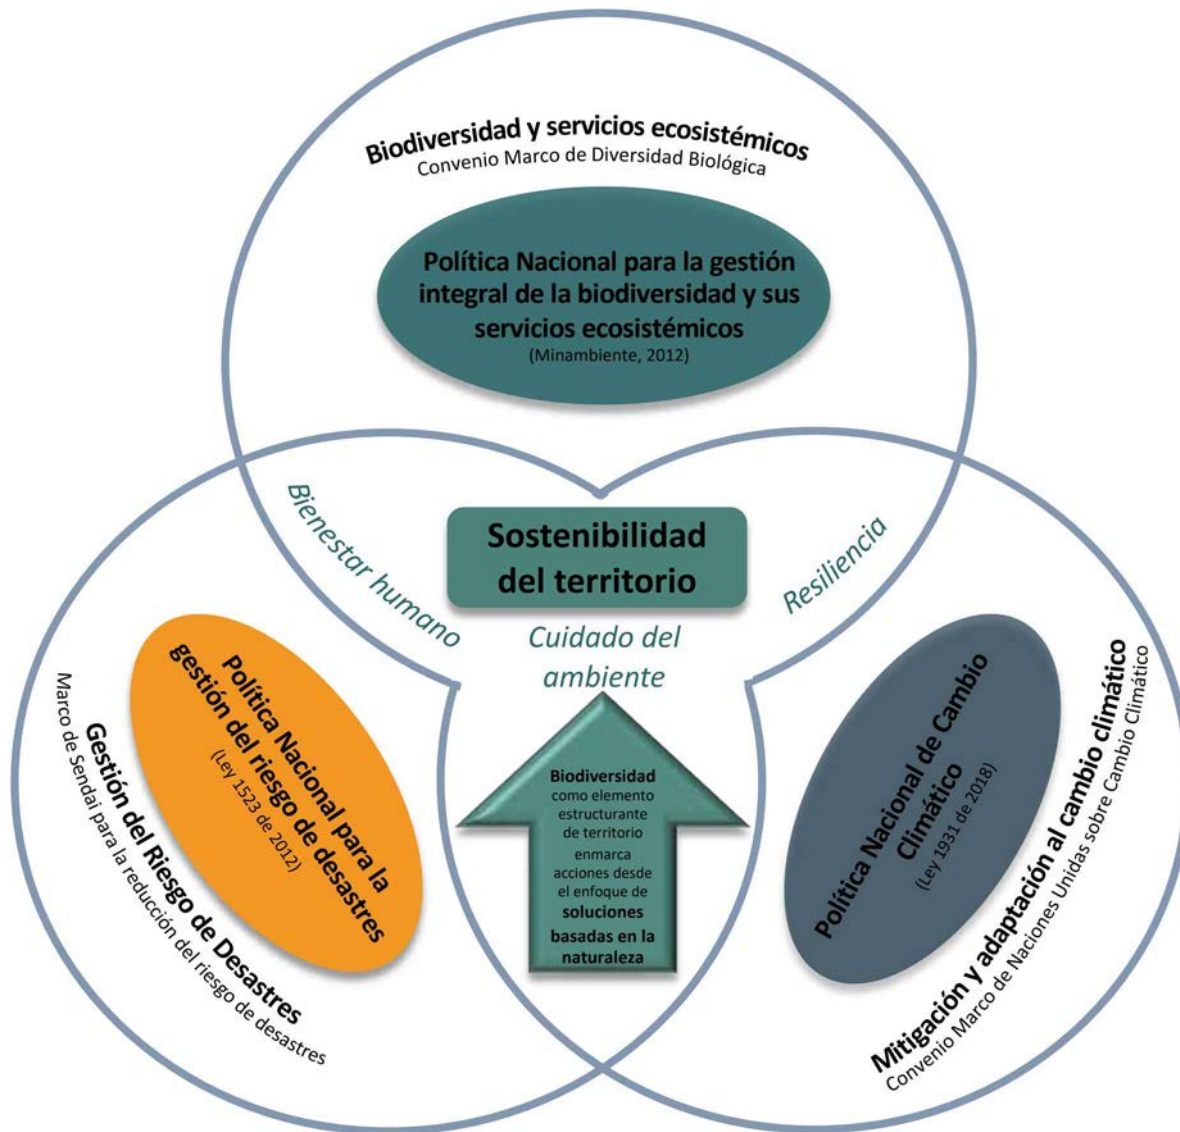 Biodiversidad y servicios ecosistémicos
Convenio Marco de Diversidad Biológica
Política Nacional para la gestión
integral de la biodiversidad y sus
servicios ecosistémicos
(Minambiente, 2012)
Bienestar humano
Sostenibilidad
del territorio
Resiliencia
Cuidado del
ambiente
Política Nacional para la
gestión del riesgo de desastres
(Ley 1523 de 2012)
Gestión del Riesgo de Desastres
Marco de Sendai para la reducción del riesgo de desastres
Biodiversidad
como elemento
estructurante
de territorio
enmarca
acciones desde
el enfoque de
soluciones
basadas en la
naturaleza
Política Nacional de Cambio
Climático
(Ley 1931 de 2018)
Mitigación y adaptación al cambio climático
Convenio Marco de Naciones Unidas sobre Cambio Climático